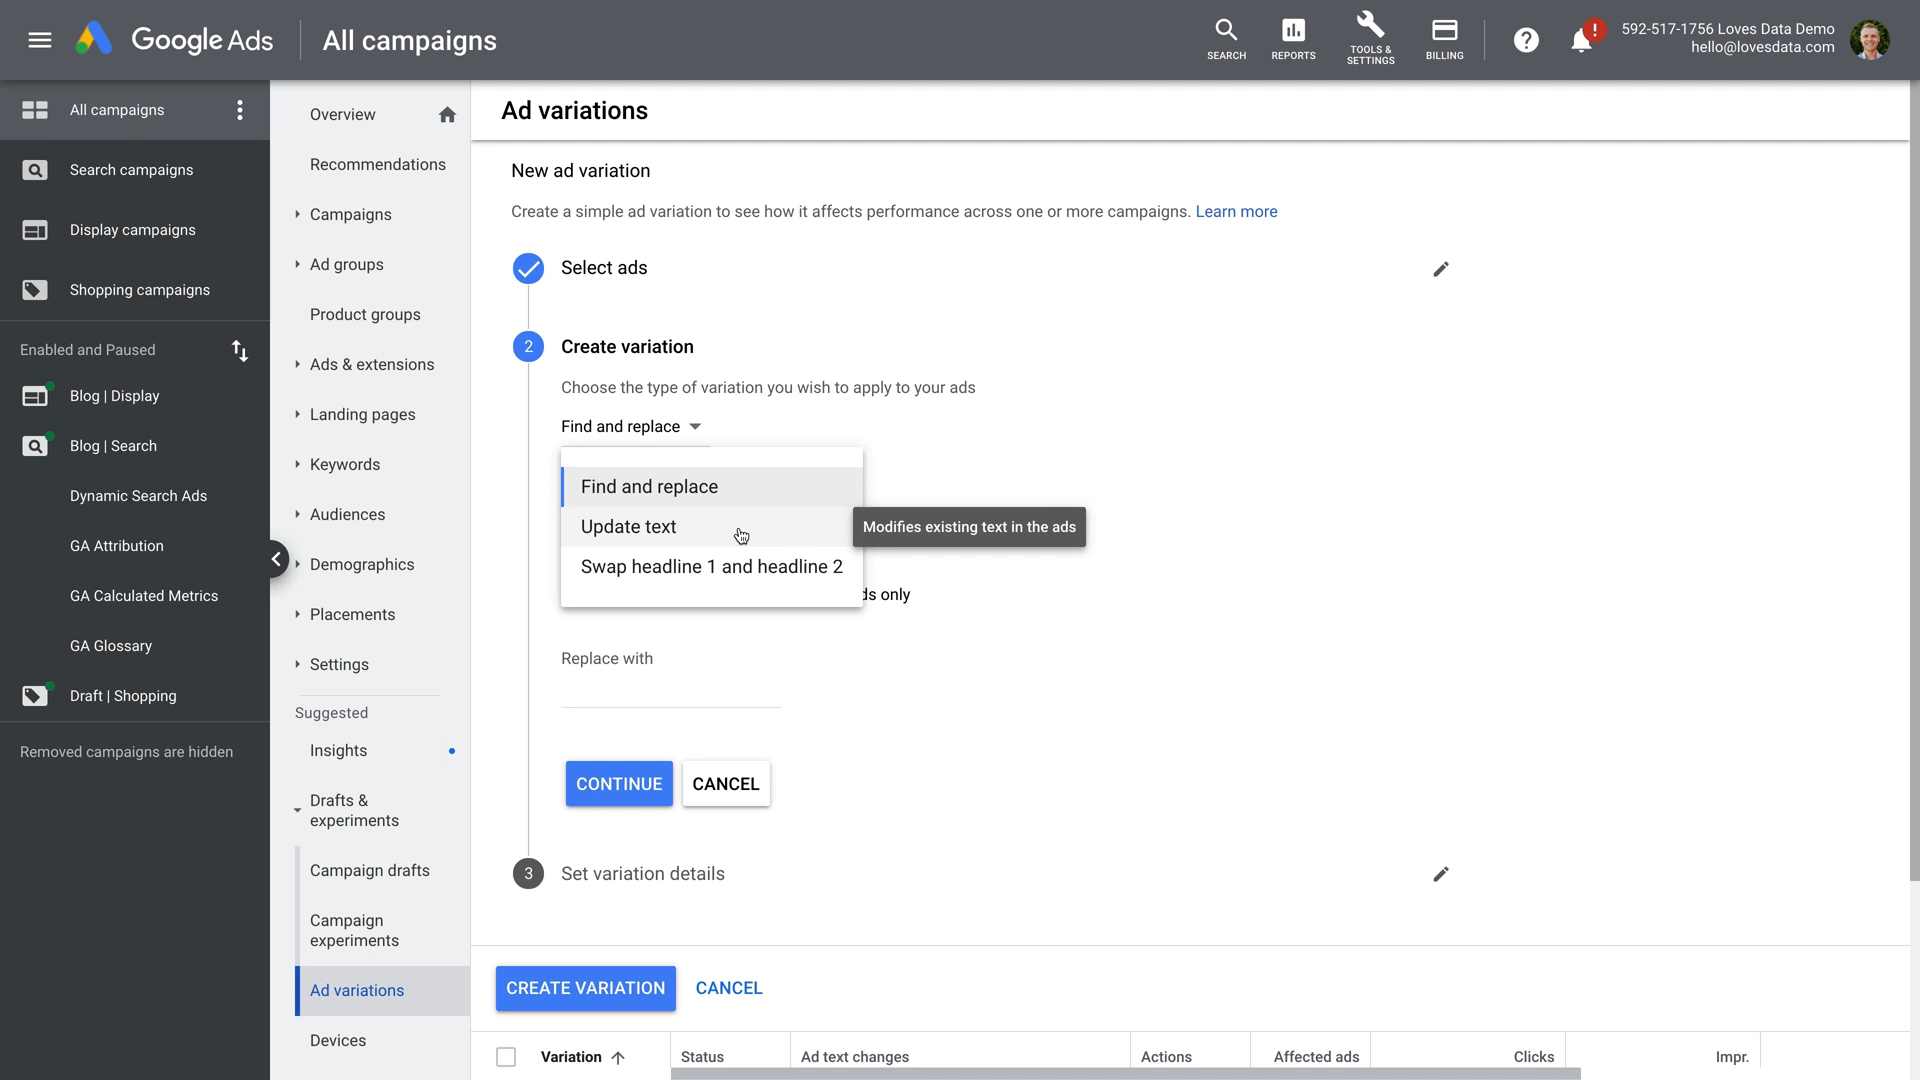 Google Ads
All campaigns
SEARCH
REPORTS
TOOLS &
SETTINGS
BILLING
?
!
592-517-1756 Loves Data Demo
hello@lovesdata.com
All campaigns
Search campaigns
Display campaigns
Shopping campaigns
Enabled and Paused
Blog | Display
Blog | Search
Dynamic Search Ads
GA Attribution
GA Calculated Metrics
GA Glossary
Draft | Shopping
Removed campaigns are hidden
Overview
Recommendations
Campaigns
Ad groups
Product groups
Ads & extensions
Landing pages
Keywords
Audiences
Demographics
Placements
Settings
Suggested
Insights
Drafts &
experiments
Campaign drafts
Campaign
experiments
Ad variations
Devices
Ad variations
New ad variation
Create a simple ad variation to see how it affects performance across one or more campaigns. Learn more
Select ads
2 Create variation
Choose the type of variation you wish to apply to your ads
Find and replace
Find and replace
Update text
Modifies existing text in the ads
Swap headline 1 and headline 2
ds only
Replace with
CONTINUE CANCEL
3 Set variation details
CREATE VARIATION CANCEL
Variation Status Ad text changes Actions Affected ads Clicks Impr.